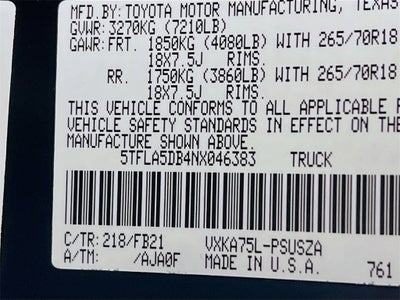 MFD. BY: TOYOTA MOTOR MANUFACTURING, TEXAS
GVWR: 3270KG (7210LB)
GAWR: FRT. 1850KG (4080LB) WITH 265/70R18
18X7.5J RIMS.
RR. 1750KG (3860LB) WITH 265/70R18
18X7.5J RIMS.
THIS VEHICLE CONFORMS TO ALL APPLICABLE F
VEHICLE SAFETY STANDARDS IN EFFECT ON THE
MANUFACTURE SHOWN ABOVE.
5TFLA5DB4NX046383 TRUCK
C/TR: 218/FB21 VXKA75L-PSUSZA
A/TM: /AJA0F MADE IN U.S.A. 761